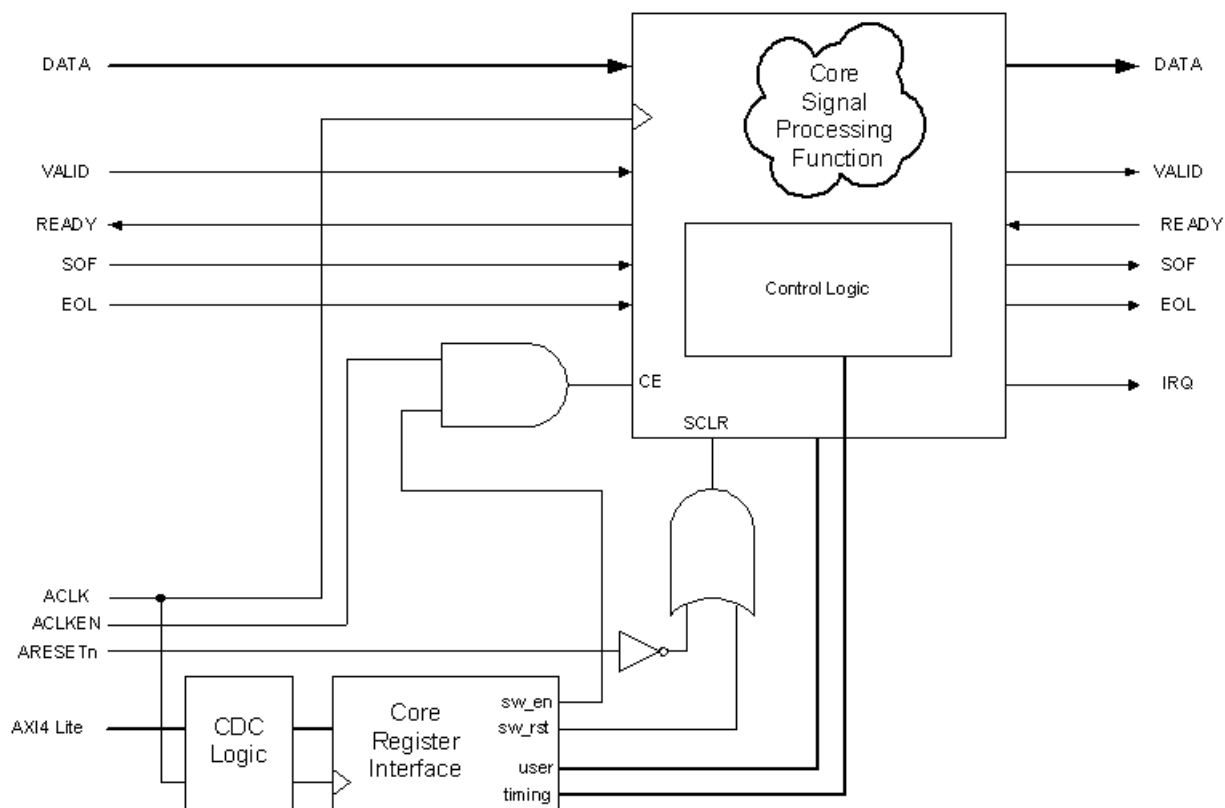 DATA
Core
Signal
Processing
Function
DATA
VALID
VALID
READY
READY
SOF
SOF
Control Logic
EOL
EOL
CE
IRQ
SCLR
ACLK
ACLKEN
ARESETn
AXI4 Lite
CDC
Logic
Core
Register
Interface
sw_en
sw_rst
user
timing